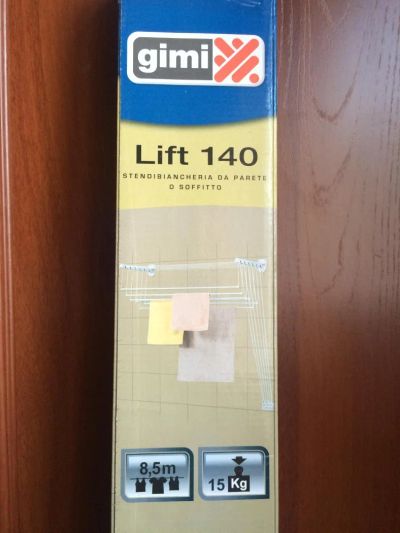 gimi
Lift 140
STENDIBIANCHERIA DA PARETE
O SOFFITTO
8,5m
15 Kg